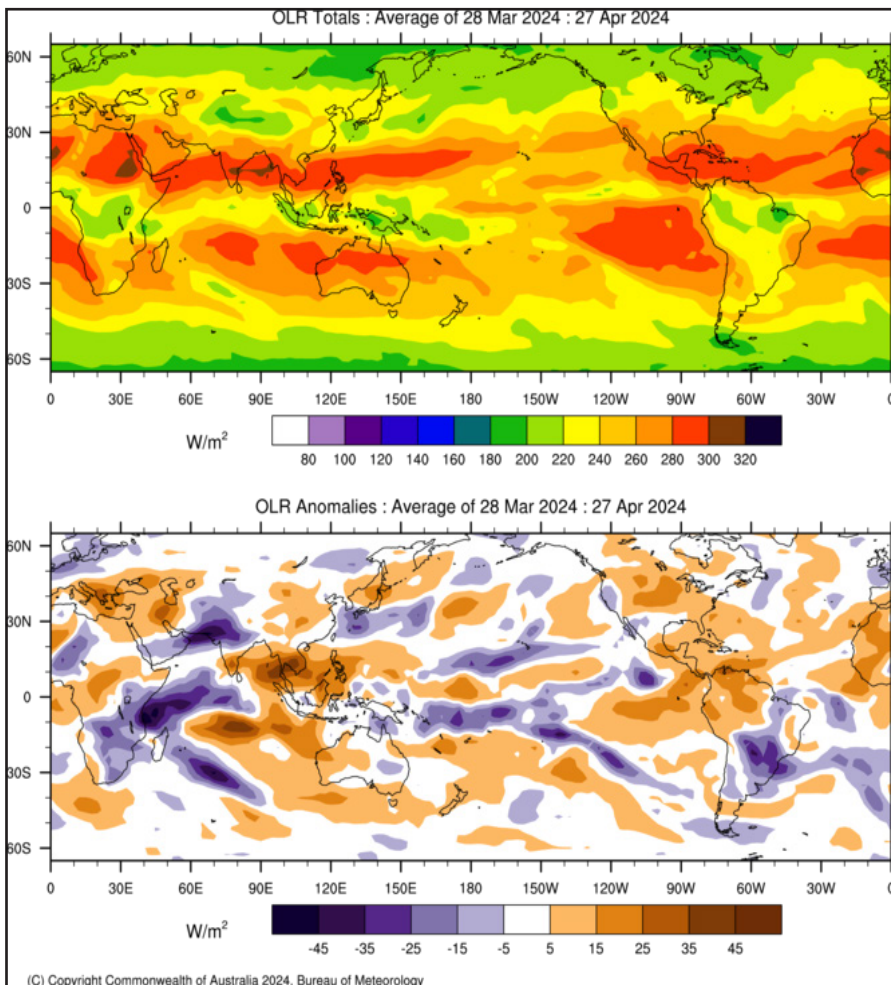 OLR Totals : Average of 28 Mar 2024 : 27 Apr 2024
60N
30N
0
30S
60S
0 30E 60E 90E 120E 150E 180 150W 120W 90W 60W 30W 0
W/m²
80 100 120 140 160 180 200 220 240 260 280 300 320
OLR Anomalies : Average of 28 Mar 2024 : 27 Apr 2024
60N
30N
0
30S
60S
0 30E 60E 90E 120E 150E 180 150W 120W 90W 60W 30W 0
W/m²
-45 -35 -25 -15 -5 5 15 25 35 45
(C) Copyright Commonwealth of Australia 2024. Bureau of Meteorology